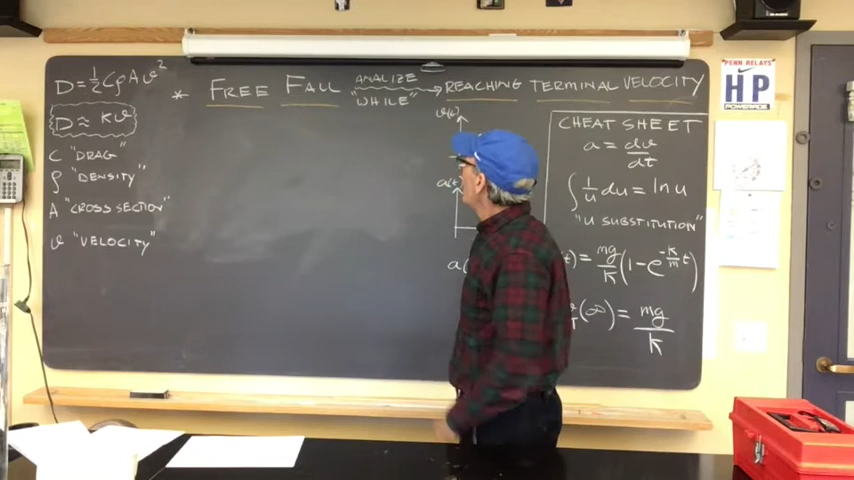 D = ½ CρAv²
D ≈ kv
C "DRAG"
ρ "DENSITY"
A "CROSS SECTION"
v "VELOCITY"
* FREE FALL ANALYZE "WHILE" REACHING TERMINAL VELOCITY
v(t)
a(t)
a(
CHEAT SHEET
a = dv/dt
∫ 1/u du = ln u
"u SUBSTITUTION"
t) = mg/k (1 - e^(-k/m t))
(∞) = mg/k
PENN RELAYS
HP
POWERADE